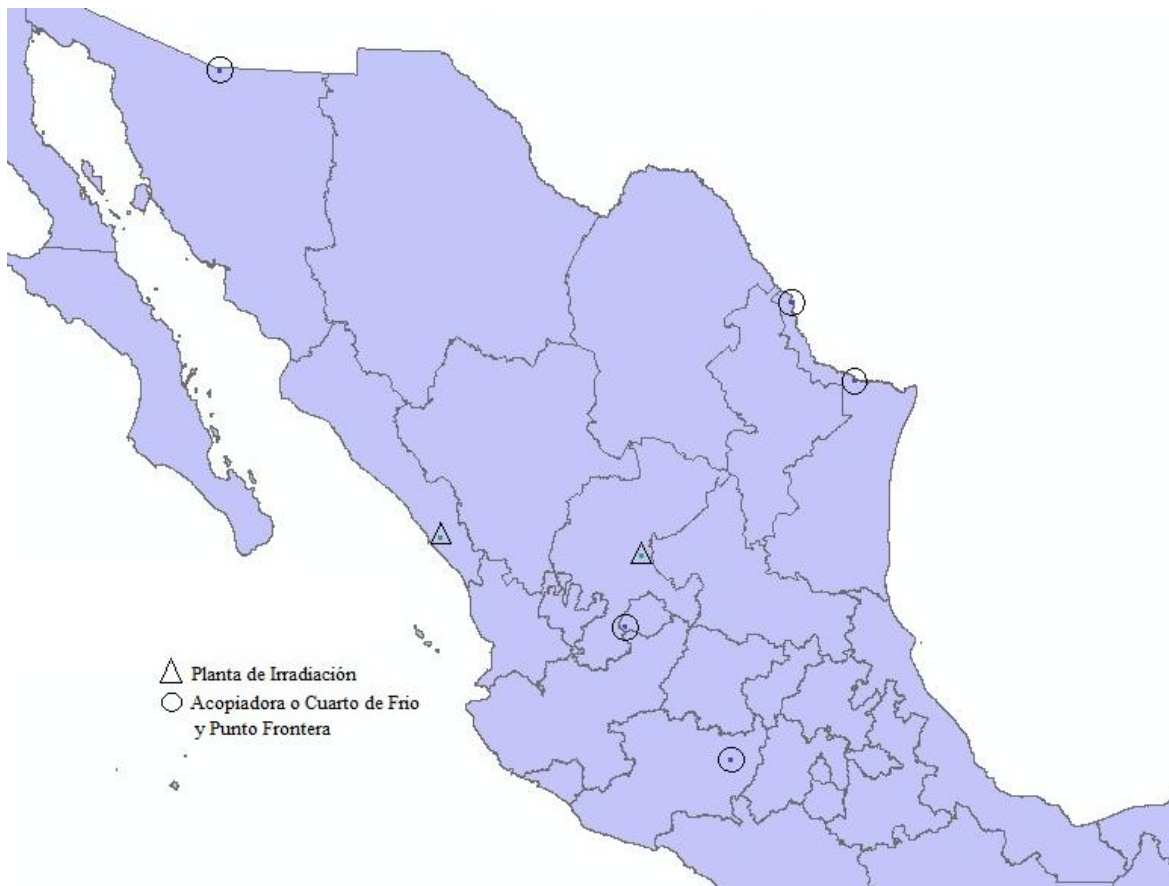 Planta de Irradiación
Acopiadora o Cuarto de Frio
y Punto Frontera